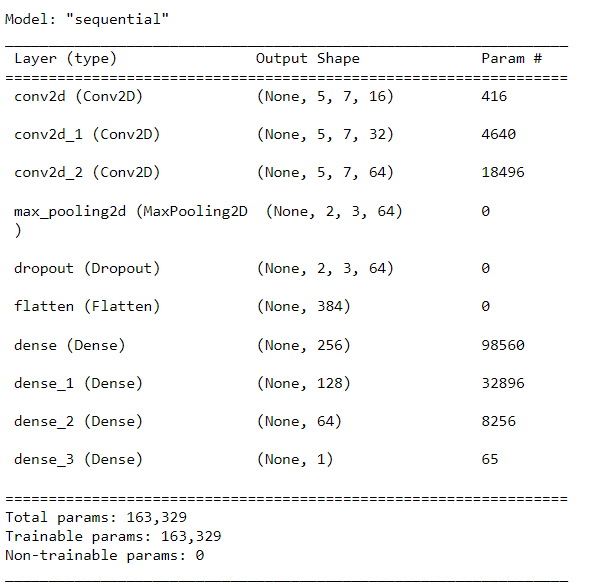 Model: "sequential"
_________________________________________________________________
Layer (type) Output Shape Param #
=================================================================
conv2d (Conv2D) (None, 5, 7, 16) 416
conv2d_1 (Conv2D) (None, 5, 7, 32) 4640
conv2d_2 (Conv2D) (None, 5, 7, 64) 18496
max_pooling2d (MaxPooling2D (None, 2, 3, 64) 0
)
dropout (Dropout) (None, 2, 3, 64) 0
flatten (Flatten) (None, 384) 0
dense (Dense) (None, 256) 98560
dense_1 (Dense) (None, 128) 32896
dense_2 (Dense) (None, 64) 8256
dense_3 (Dense) (None, 1) 65
=================================================================
Total params: 163,329
Trainable params: 163,329
Non-trainable params: 0
_________________________________________________________________